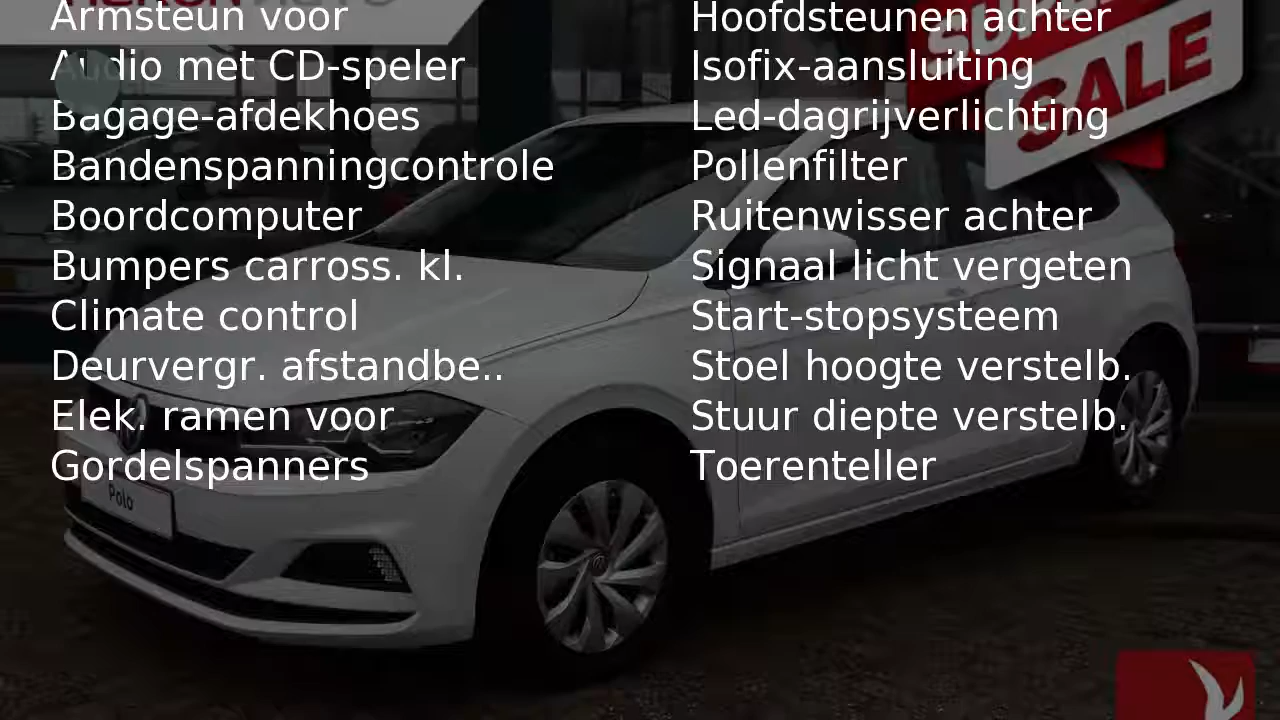 Armsteun voor
Audio met CD-speler
Bagage-afdekhoes
Bandenspanningcontrole
Boordcomputer
Bumpers carross. kl.
Climate control
Deurvergr. afstandbe..
Elek. ramen voor
Gordelspanners
Hoofdsteunen achter
Isofix-aansluiting
Led-dagrijverlichting
Pollenfilter
Ruitenwisser achter
Signaal licht vergeten
Start-stopsysteem
Stoel hoogte verstelb.
Stuur diepte verstelb.
Toerenteller
SALE
Polo